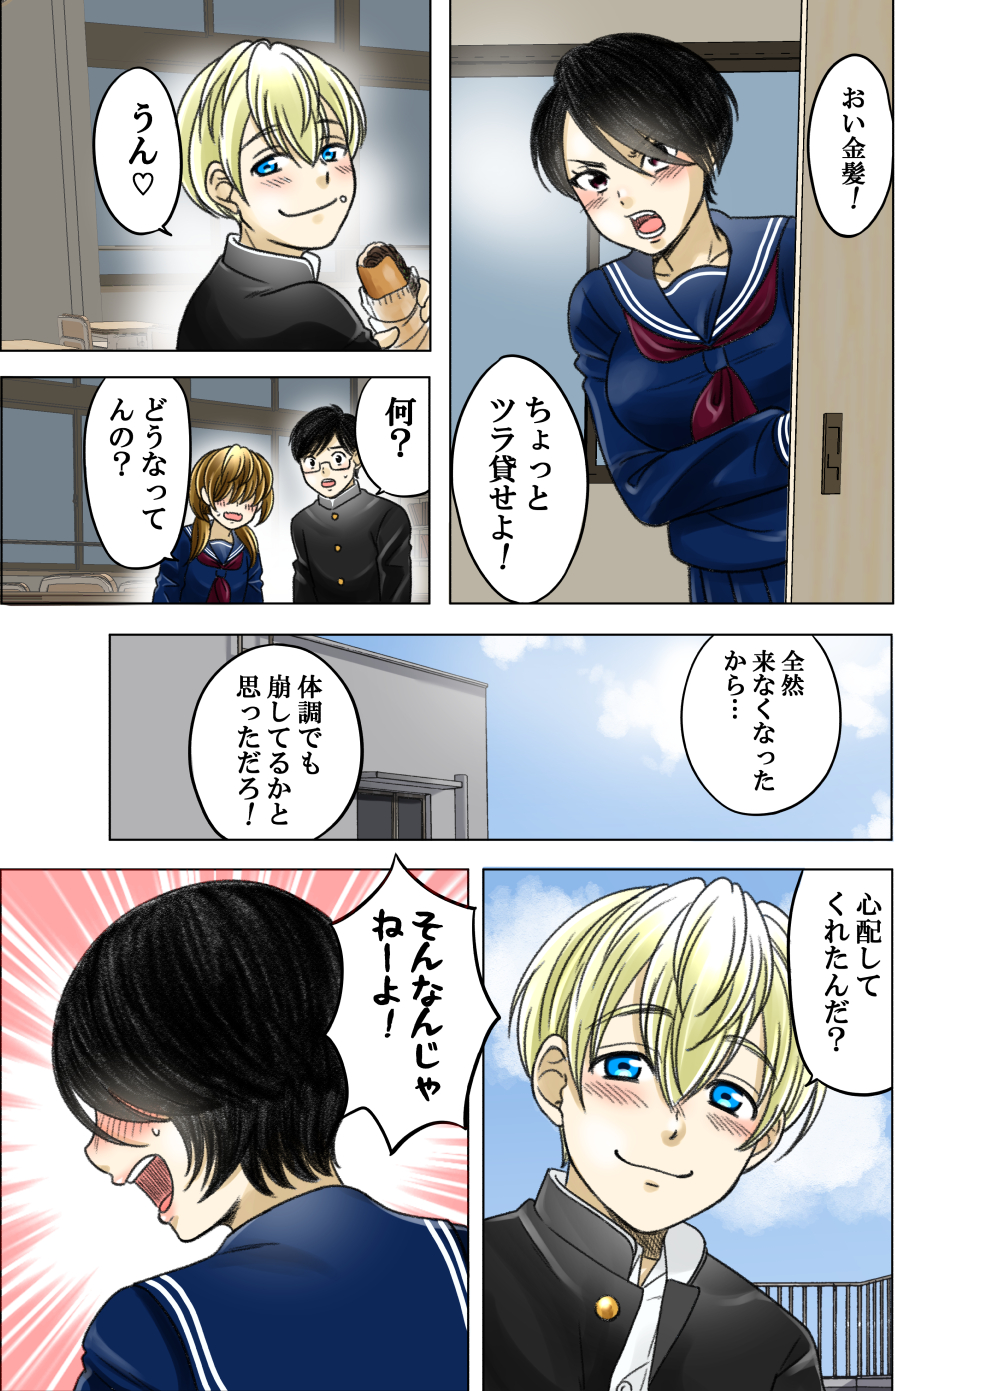 おい金髪！
ちょっと
ツラ貸せよ！
うん♡
何？
どうなって
んの？
全然
来なくなった
から…
体調でも
崩してるかと
思っただろ！
心配して
くれたんだ？
そんなんじゃ
ねーよ！